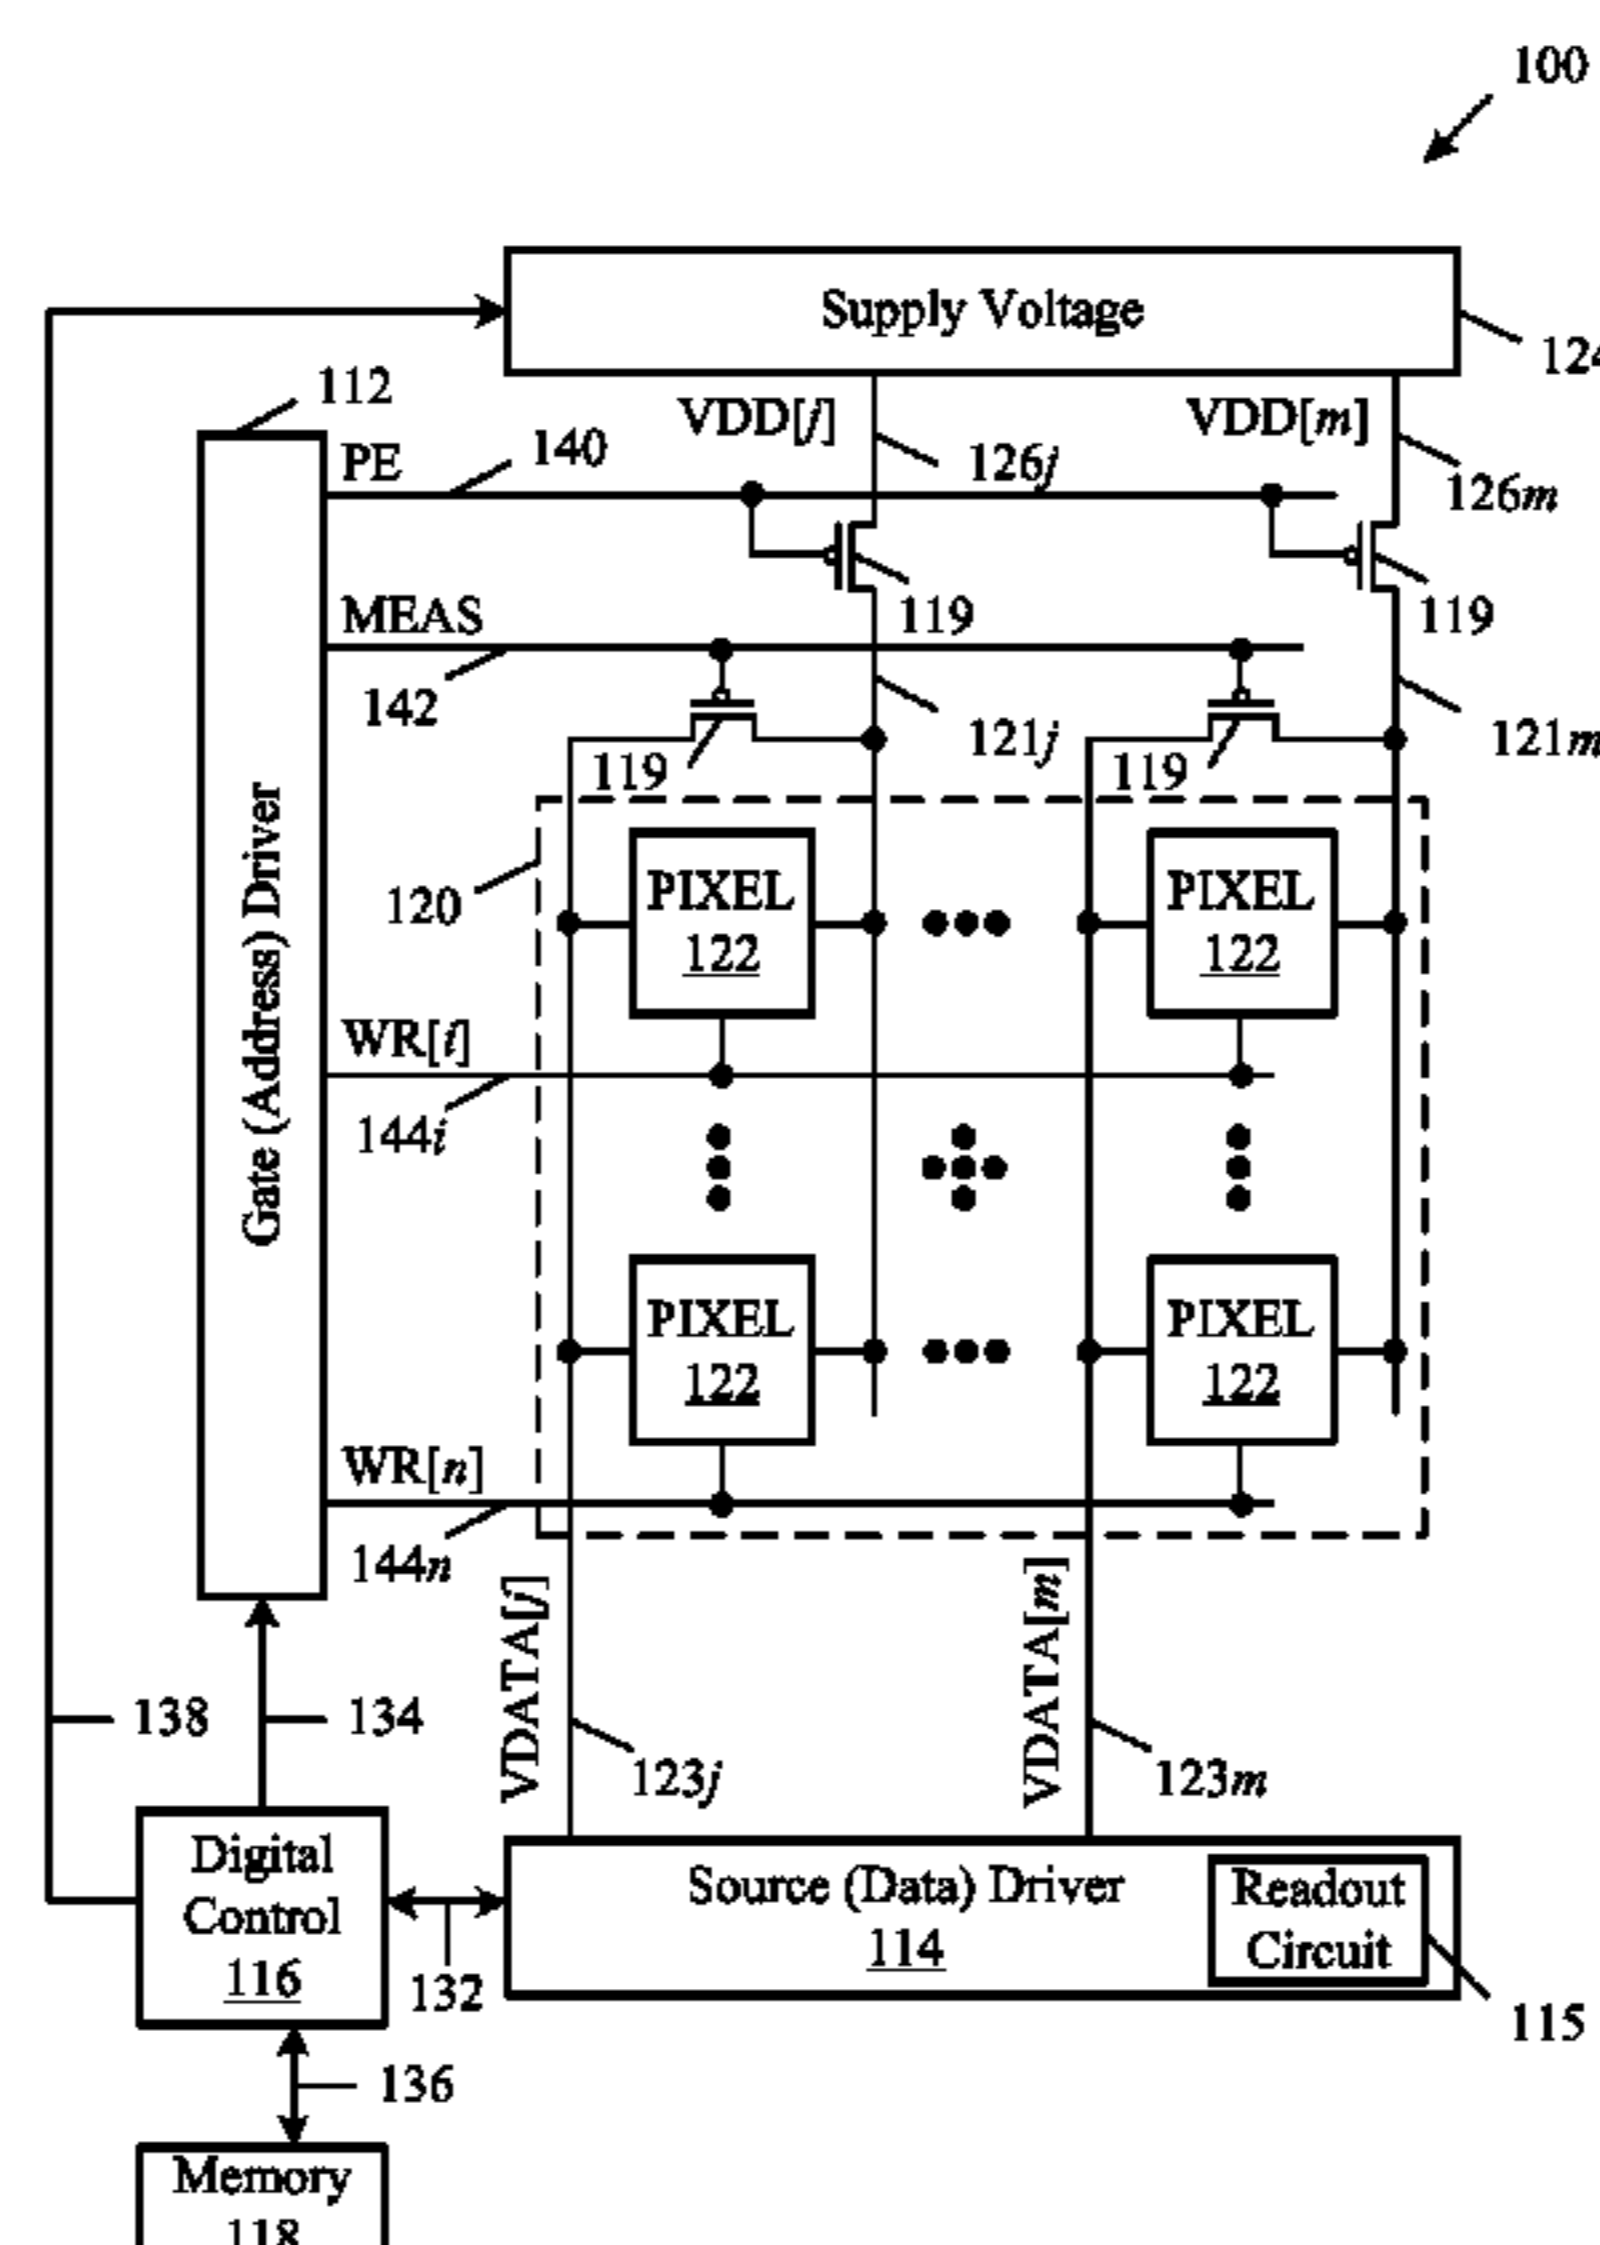 100
Supply Voltage
124
112
VDD[j]
VDD[m]
PE
140
126j
126m
MEAS
119
119
142
121j
121m
119
119
Gate (Address) Driver
120
PIXEL
122
PIXEL
122
WR[i]
144i
PIXEL
122
PIXEL
122
WR[n]
144n
VDATA[j]
VDATA[m]
138
134
123j
123m
Digital
Control
116
Source (Data) Driver
114
Readout
Circuit
132
115
136
Memory
118